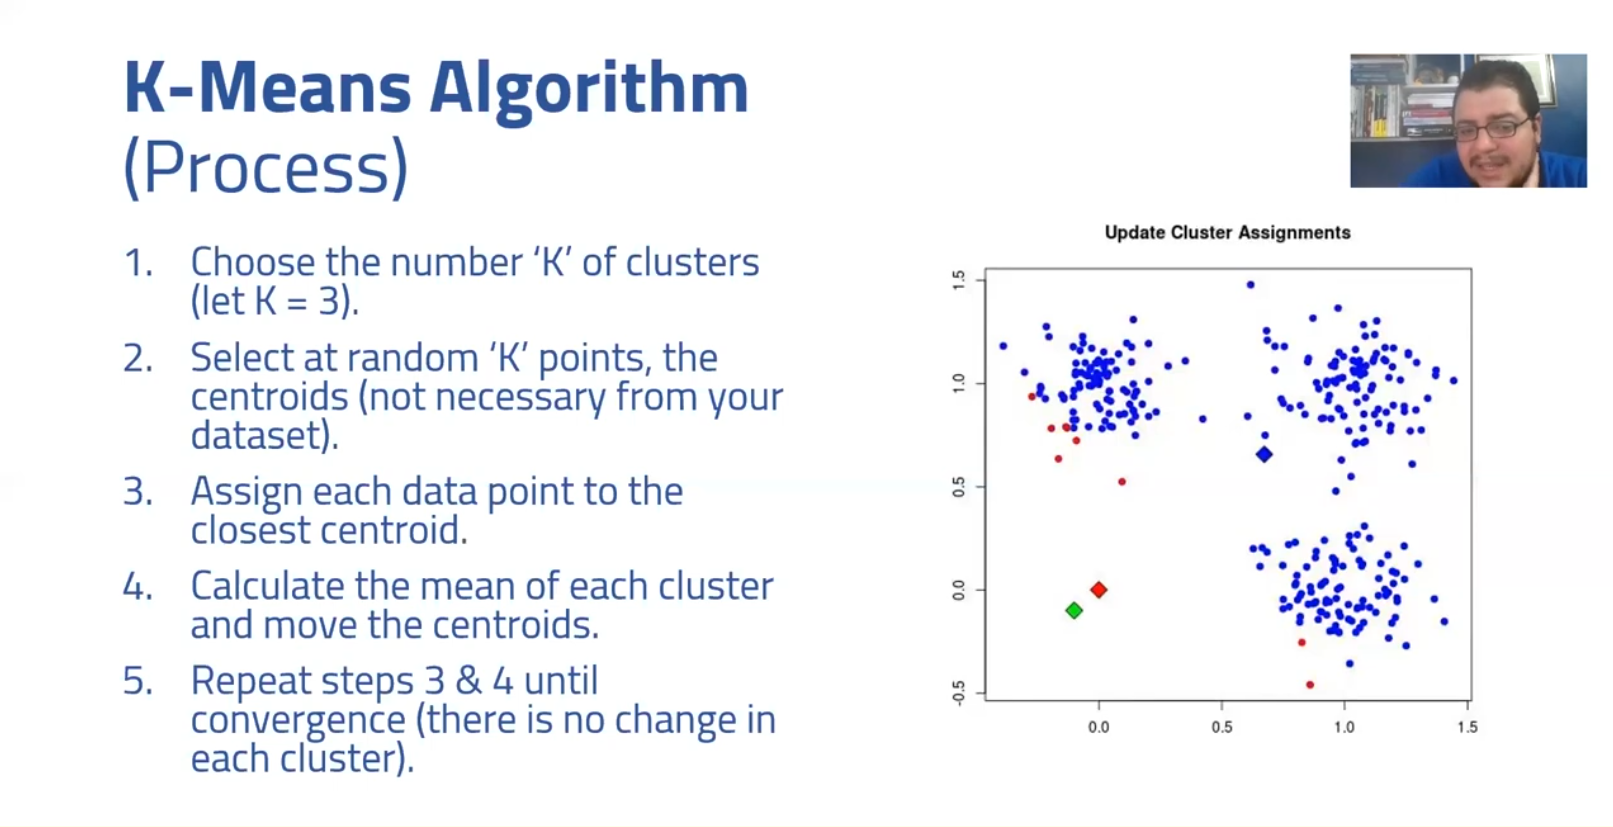 K-Means Algorithm
(Process)
1. Choose the number ‘K’ of clusters
(let K = 3).
2. Select at random ‘K’ points, the
centroids (not necessary from your
dataset).
3. Assign each data point to the
closest centroid.
4. Calculate the mean of each cluster
and move the centroids.
5. Repeat steps 3 & 4 until
convergence (there is no change in
each cluster).
Update Cluster Assignments
1.5
1.0
0.5
0.0
-0.5
0.0 0.5 1.0 1.5